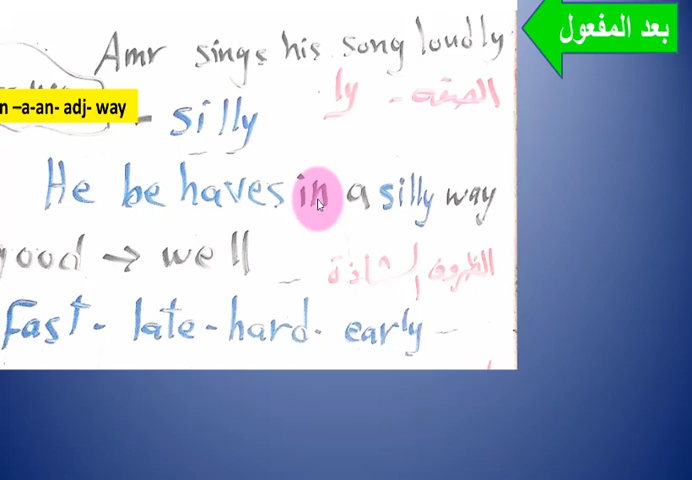 بعد المفعول
Amr sings his song loudly
الصفه - ly
n –a-an- adj- way
- silly
He behaves in a silly way
good → well - الظروف الشاذة
Fast - late - hard - early -